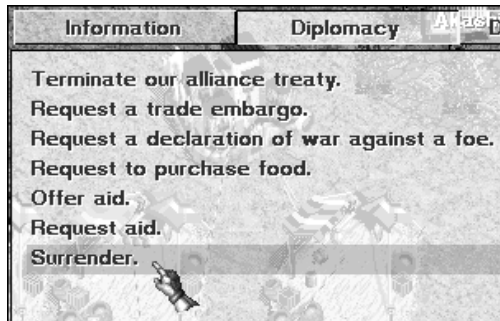 Information Diplomacy
Terminate our alliance treaty.
Request a trade embargo.
Request a declaration of war against a foe.
Request to purchase food.
Offer aid.
Request aid.
Surrender.